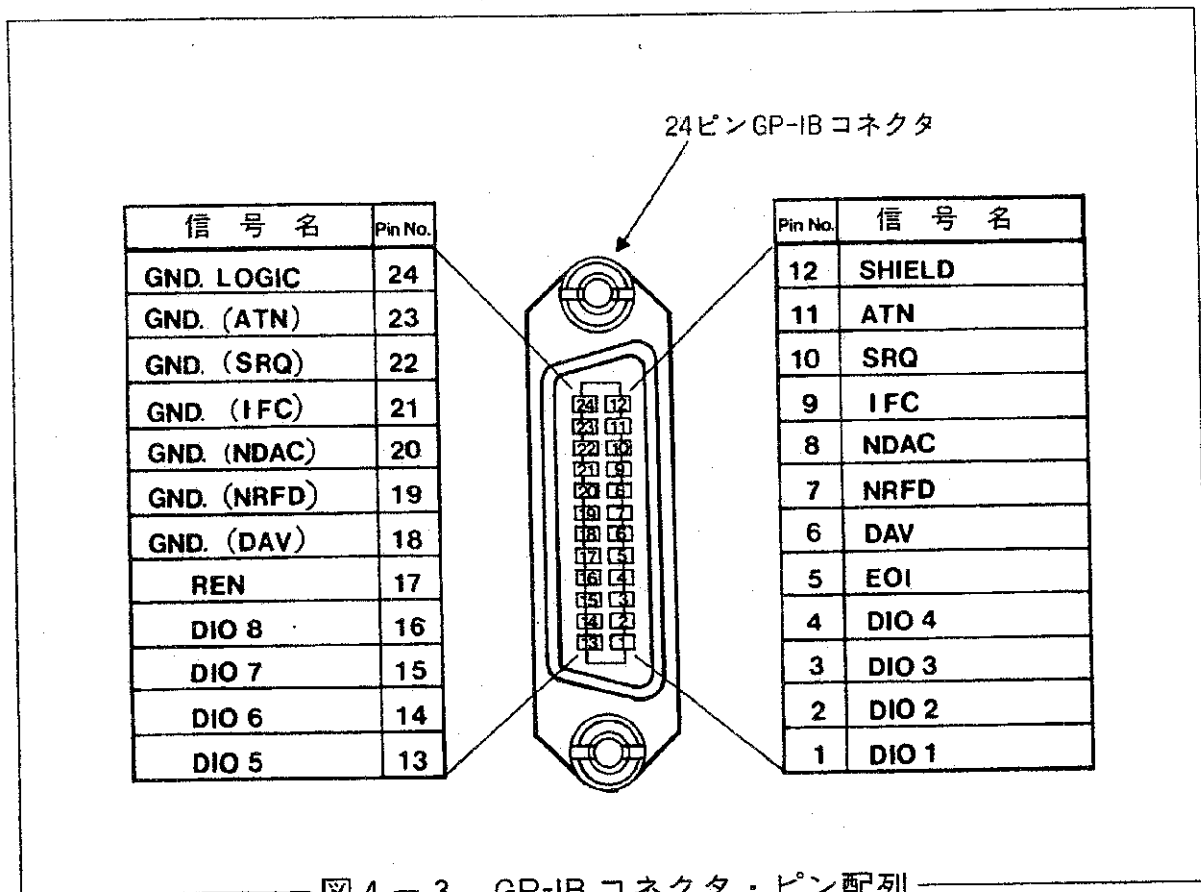 24ピンGP-IBコネクタ
信 号 名 Pin No.
GND. LOGIC 24
GND. (ATN) 23
GND. (SRQ) 22
GND. (IFC) 21
GND. (NDAC) 20
GND. (NRFD) 19
GND. (DAV) 18
REN 17
DIO 8 16
DIO 7 15
DIO 6 14
DIO 5 13
24 12
23 11
22 10
21 9
20 8
19 7
18 6
17 5
16 4
15 3
14 2
13 1
Pin No. 信 号 名
12 SHIELD
11 ATN
10 SRQ
9 IFC
8 NDAC
7 NRFD
6 DAV
5 EOI
4 DIO 4
3 DIO 3
2 DIO 2
1 DIO 1
図 4 - 3 GP-IB コネクタ・ピン配列